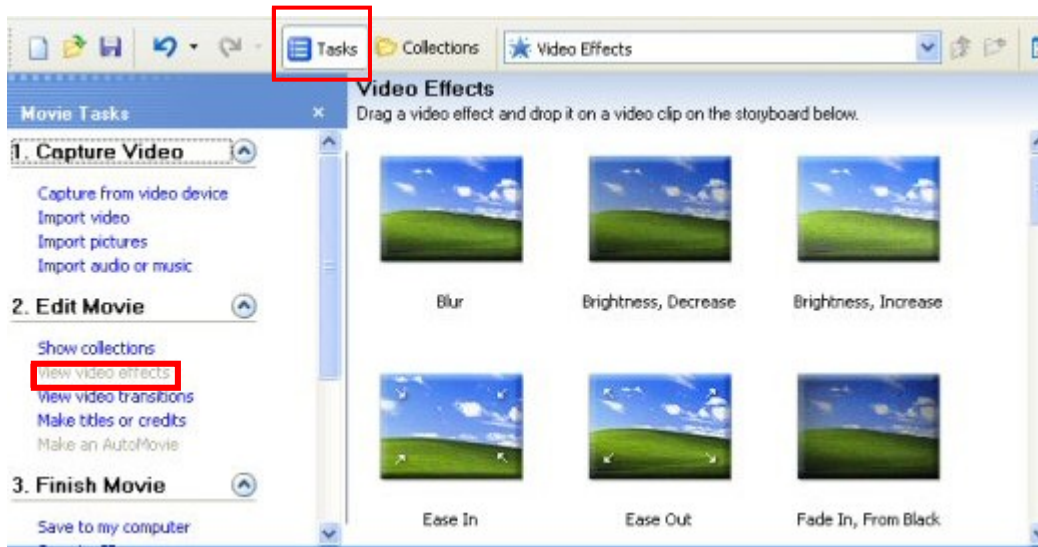 Tasks
Collections
Video Effects
Movie Tasks
Video Effects
Drag a video effect and drop it on a video clip on the storyboard below.
1. Capture Video
Capture from video device
Import video
Import pictures
Import audio or music
2. Edit Movie
Show collections
View video effects
View video transitions
Make titles or credits
Make an AutoMovie
3. Finish Movie
Save to my computer
Blur
Brightness, Decrease
Brightness, Increase
Ease In
Ease Out
Fade In, From Black